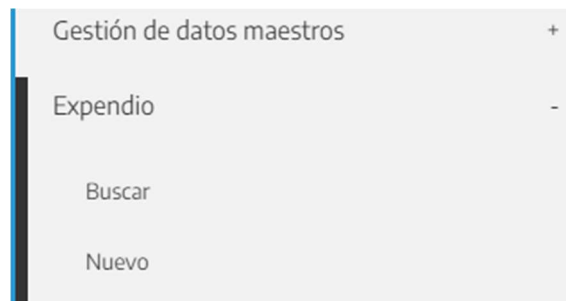 Gestión de datos maestros +
Expendio -
Buscar
Nuevo